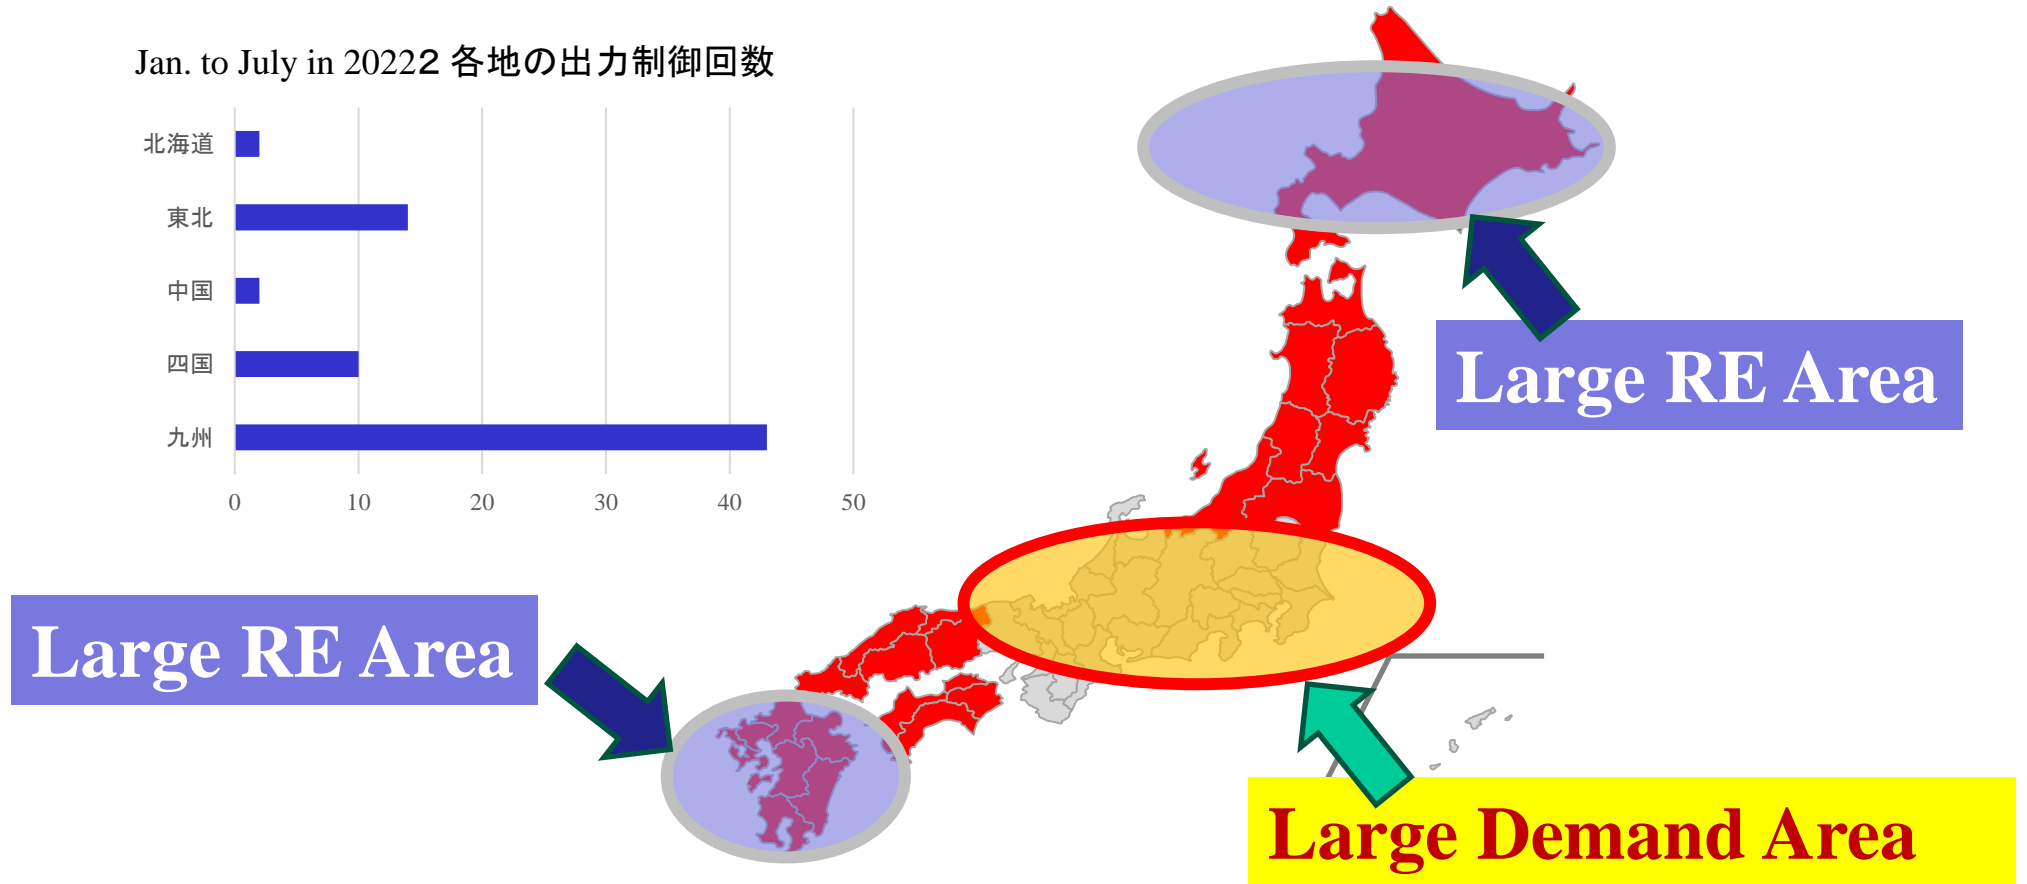 Jan. to July in 2022２ 各地の出力制御回数
北海道
東北
中国
四国
九州
0 10 20 30 40 50
Large RE Area
Large RE Area
Large Demand Area